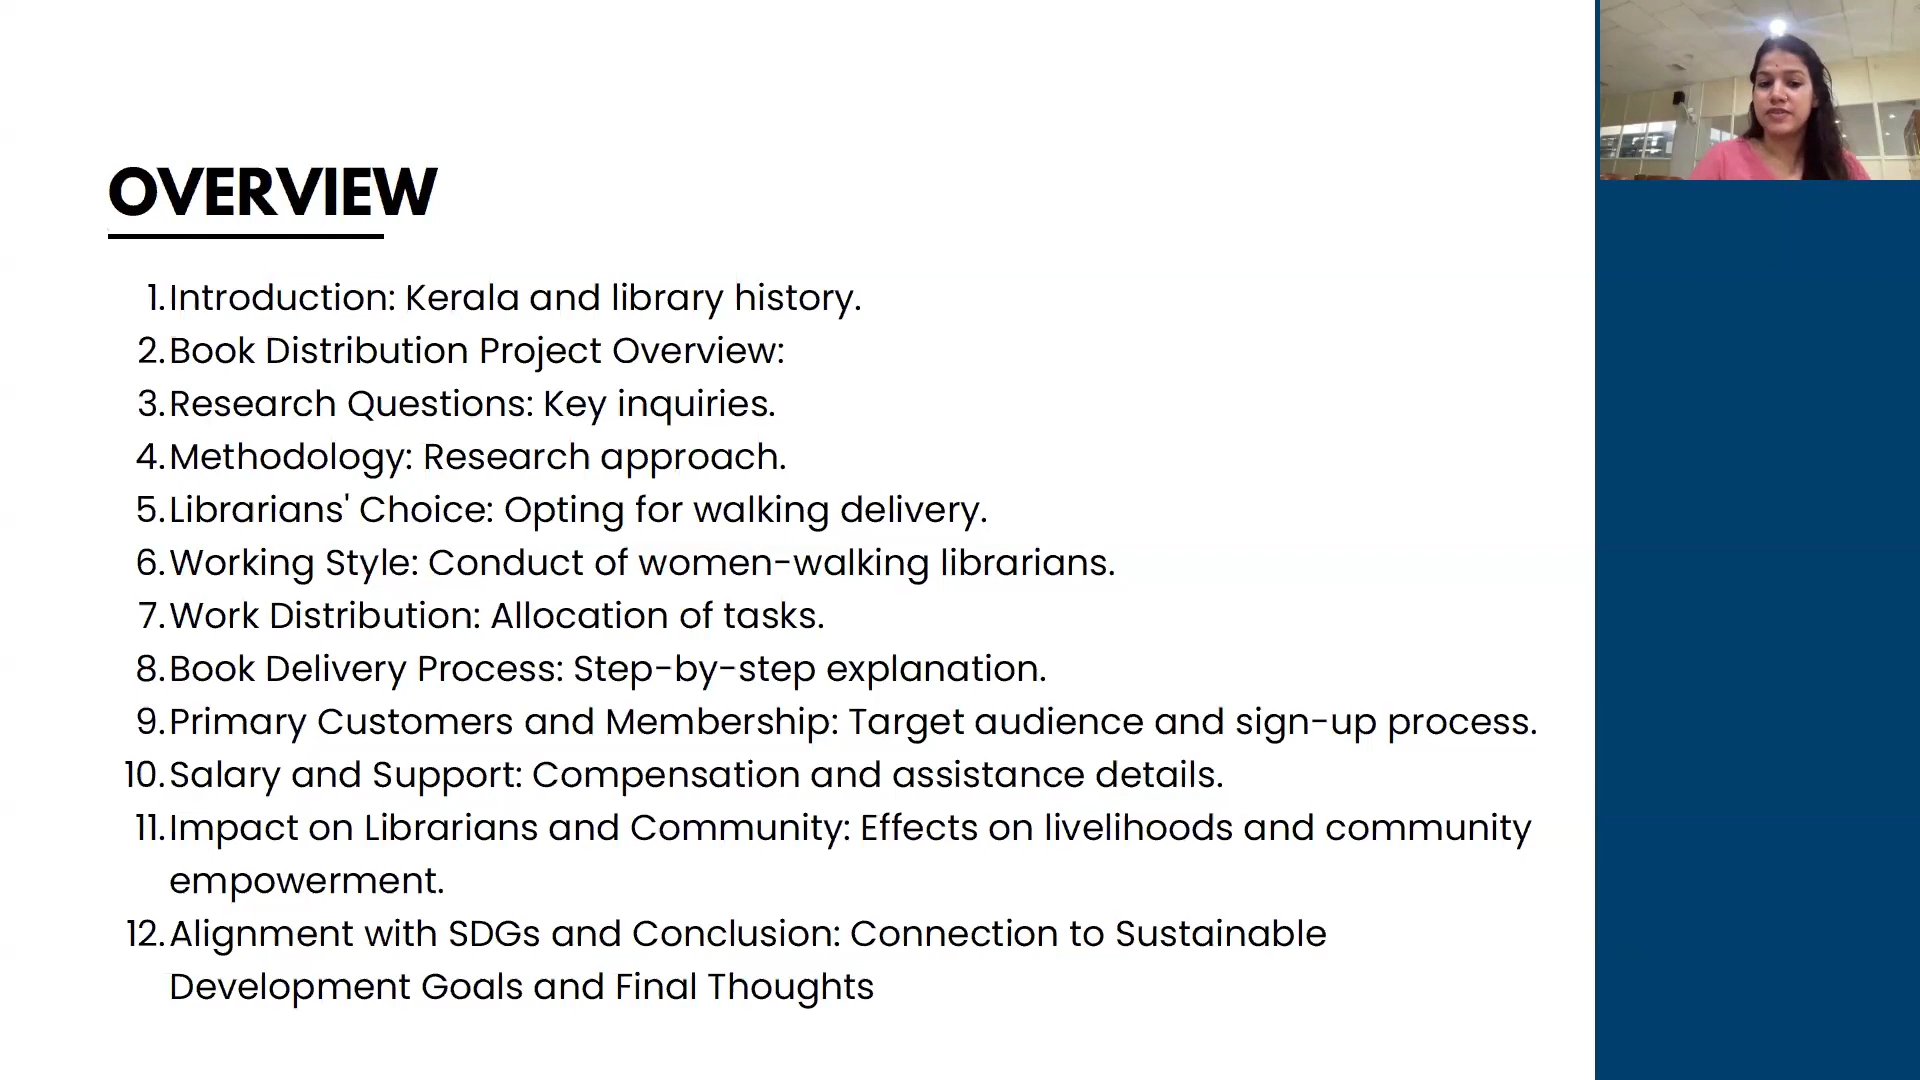 OVERVIEW
1. Introduction: Kerala and library history.
2. Book Distribution Project Overview:
3. Research Questions: Key inquiries.
4. Methodology: Research approach.
5. Librarians' Choice: Opting for walking delivery.
6. Working Style: Conduct of women-walking librarians.
7. Work Distribution: Allocation of tasks.
8. Book Delivery Process: Step-by-step explanation.
9. Primary Customers and Membership: Target audience and sign-up process.
10. Salary and Support: Compensation and assistance details.
11. Impact on Librarians and Community: Effects on livelihoods and community
empowerment.
12. Alignment with SDGs and Conclusion: Connection to Sustainable
Development Goals and Final Thoughts